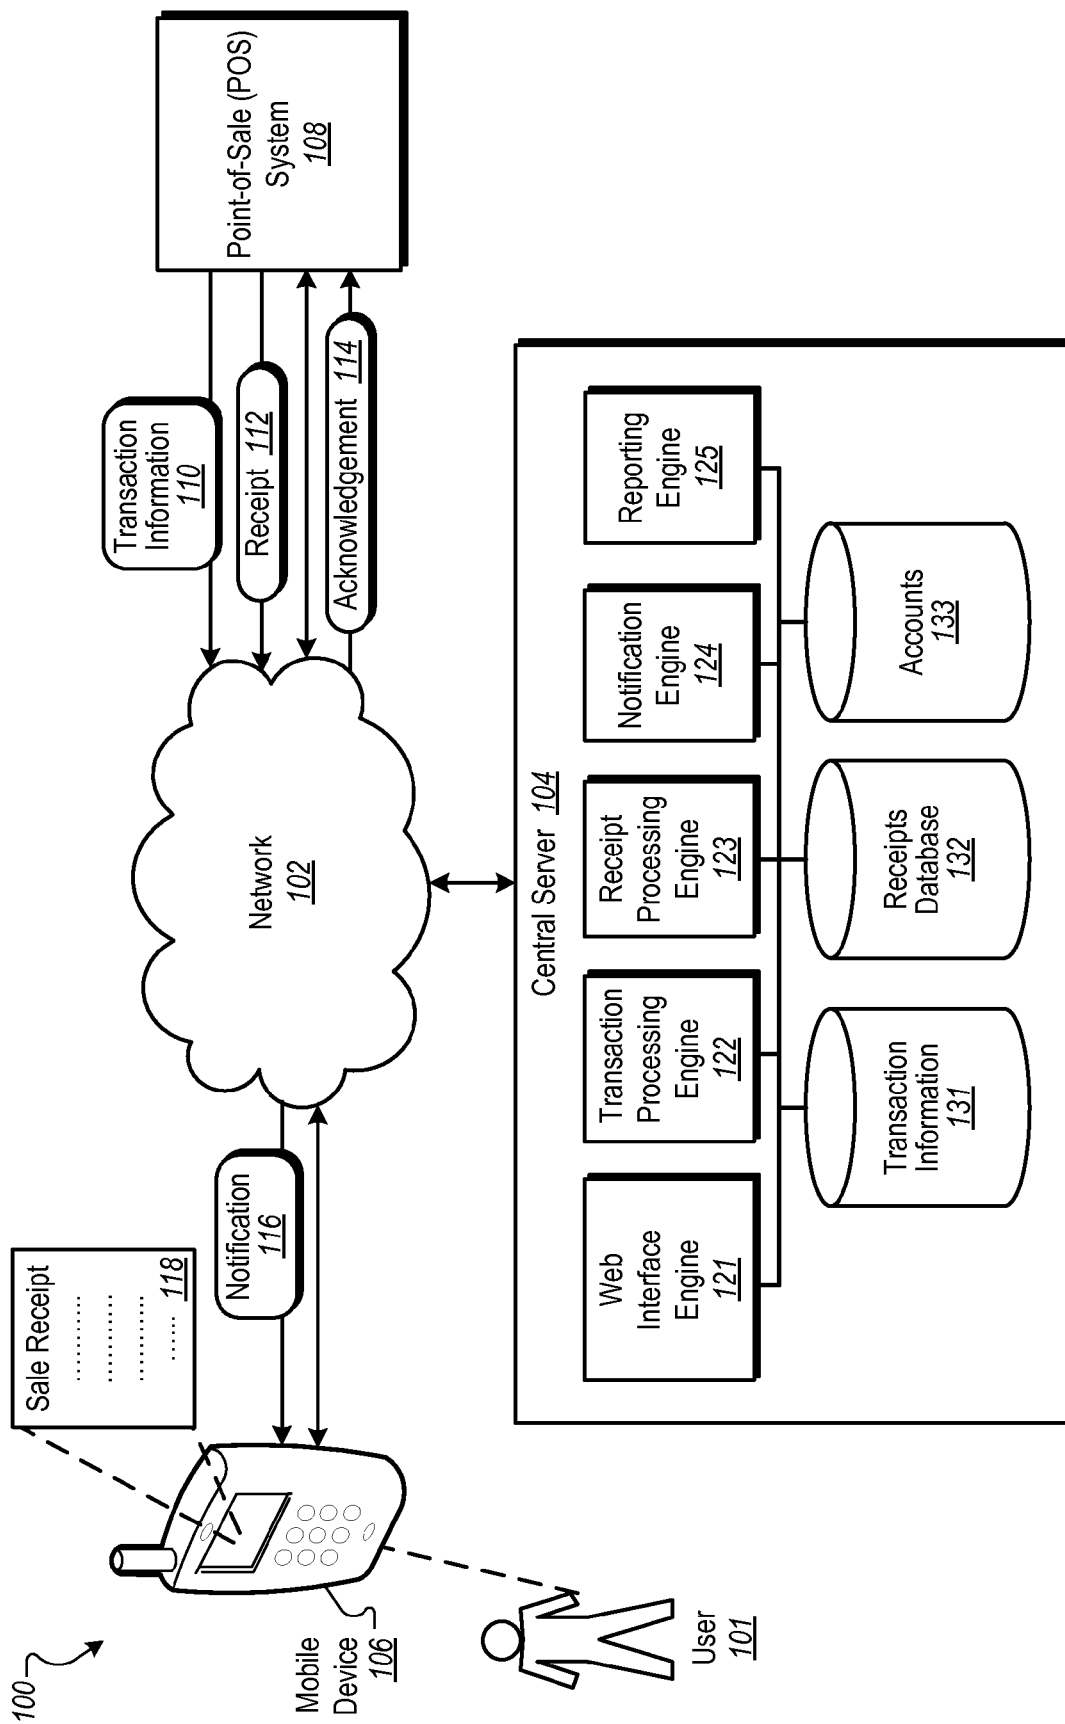 100
Sale Receipt
118
Mobile
Device
106
User
101
Notification
116
Network
102
Transaction
Information
110
Receipt 112
Acknowledgement 114
Point-of-Sale (POS)
System
108
Central Server 104
Web
Interface
Engine
121
Transaction
Processing
Engine
122
Receipt
Processing
Engine
123
Notification
Engine
124
Reporting
Engine
125
Transaction
Information
131
Receipts
Database
132
Accounts
133